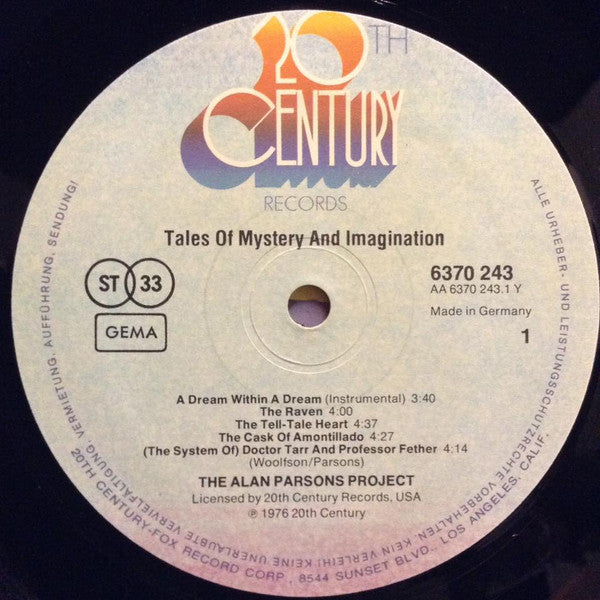 20TH
CENTURY
RECORDS
Tales Of Mystery And Imagination
ST 33
GEMA
6370 243
AA 6370 243.1 Y
Made in Germany
1
A Dream Within A Dream (Instrumental) 3:40
The Raven 4:00
The Tell-Tale Heart 4:37
The Cask Of Amontillado 4:27
(The System Of) Doctor Tarr And Professor Fether 4:14
(Woolfson/Parsons)
THE ALAN PARSONS PROJECT
Licensed by 20th Century Records, USA
℗ 1976 20th Century
ALLE URHEBER- UND LEISTUNGSSCHUTZRECHTE VORBEHALTEN. KEIN VERLEIH! KEINE UNERLAUBTE VERVIELFÄLTIGUNG, VERMIETUNG, AUFFÜHRUNG, SENDUNG!
20TH CENTURY-FOX RECORD CORP., 8544 SUNSET BLVD., LOS ANGELES, CALIF.